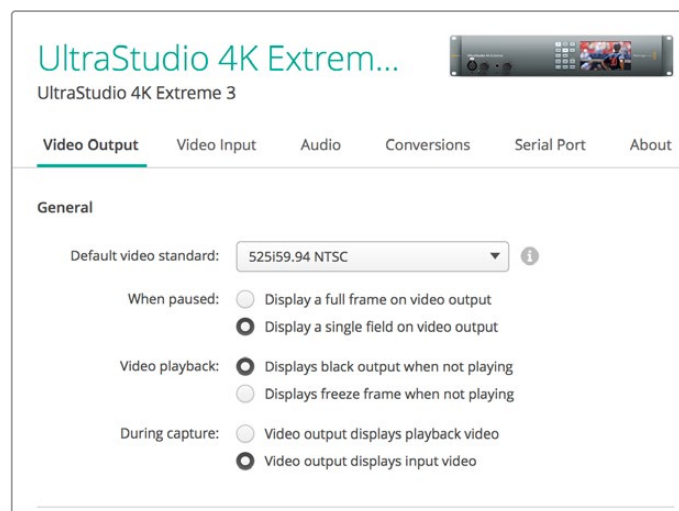 UltraStudio 4K Extrem...
UltraStudio 4K Extreme 3
Video Output Video Input Audio Conversions Serial Port About
General
Default video standard: 525i59.94 NTSC
When paused: Display a full frame on video output
Display a single field on video output
Video playback: Displays black output when not playing
Displays freeze frame when not playing
During capture: Video output displays playback video
Video output displays input video